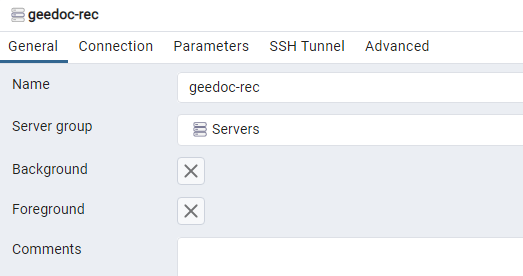 geedoc-rec
General Connection Parameters SSH Tunnel Advanced
Name geedoc-rec
Server group Servers
Background
Foreground
Comments